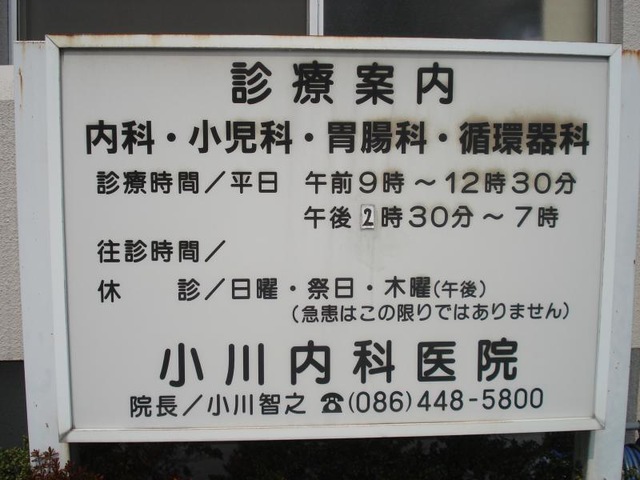 診療案内
内科・小児科・胃腸科・循環器科
診療時間／平日 午前9時～12時30分
午後2時30分～7時
往診時間／
休 診／日曜・祭日・木曜(午後)
(急患はこの限りではありません)
小川内科医院
院長／小川智之 ☎(086)448-5800